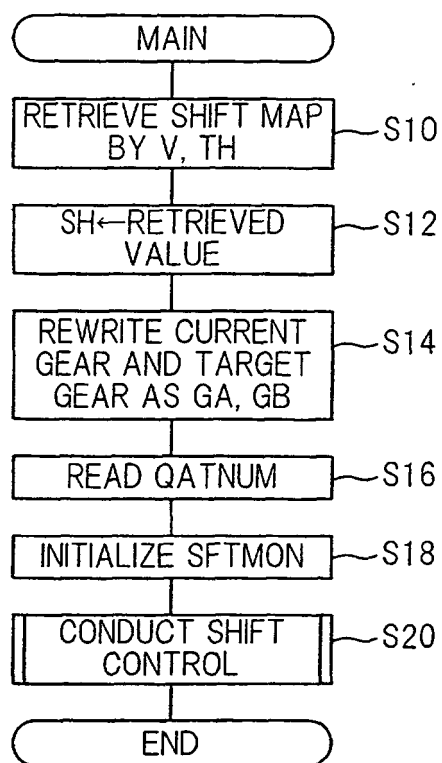 MAIN
RETRIEVE SHIFT MAP
BY V, TH
S10
SH←RETRIEVED
VALUE
S12
REWRITE CURRENT
GEAR AND TARGET
GEAR AS GA, GB
S14
READ QATNUM
S16
INITIALIZE SFTMON
S18
CONDUCT SHIFT
CONTROL
S20
END